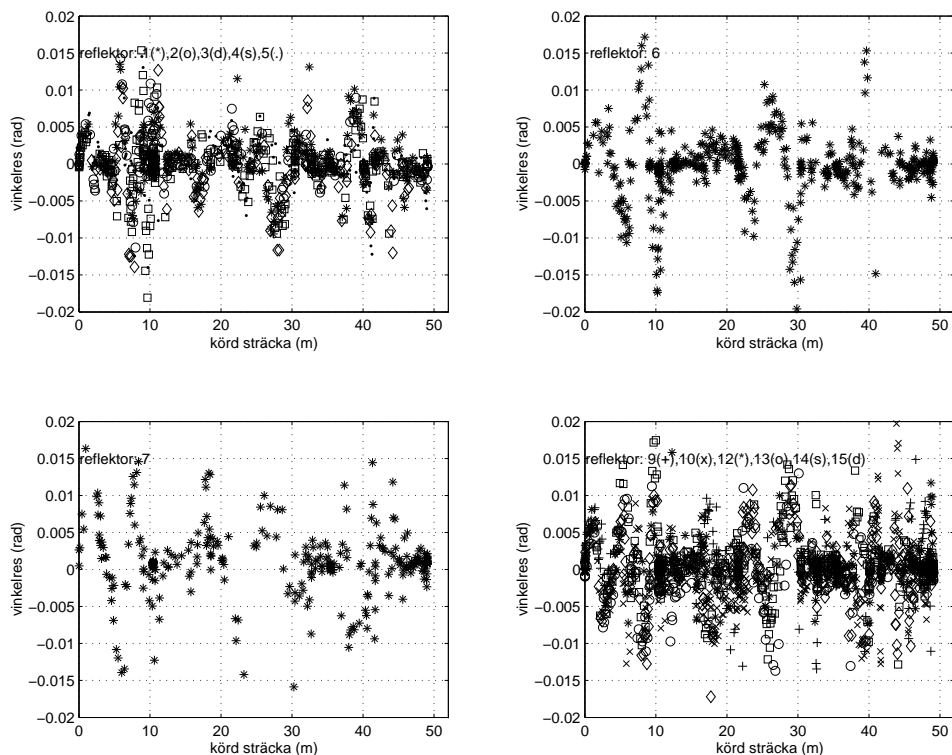 0.02
0.015
0.01
0.005
0
−0.005
−0.01
−0.015
−0.02
0 10 20 30 40 50
vinkelres (rad)
körd sträcka (m)
reflektor: 1(*),2(o),3(d),4(s),5(.)
0.02
0.015
0.01
0.005
0
−0.005
−0.01
−0.015
−0.02
0 10 20 30 40 50
vinkelres (rad)
körd sträcka (m)
reflektor: 6
0.02
0.015
0.01
0.005
0
−0.005
−0.01
−0.015
−0.02
0 10 20 30 40 50
vinkelres (rad)
körd sträcka (m)
reflektor: 7
0.02
0.015
0.01
0.005
0
−0.005
−0.01
−0.015
−0.02
0 10 20 30 40 50
vinkelres (rad)
körd sträcka (m)
reflektor: 9(+),10(x),12(*),13(o),14(s),15(d)